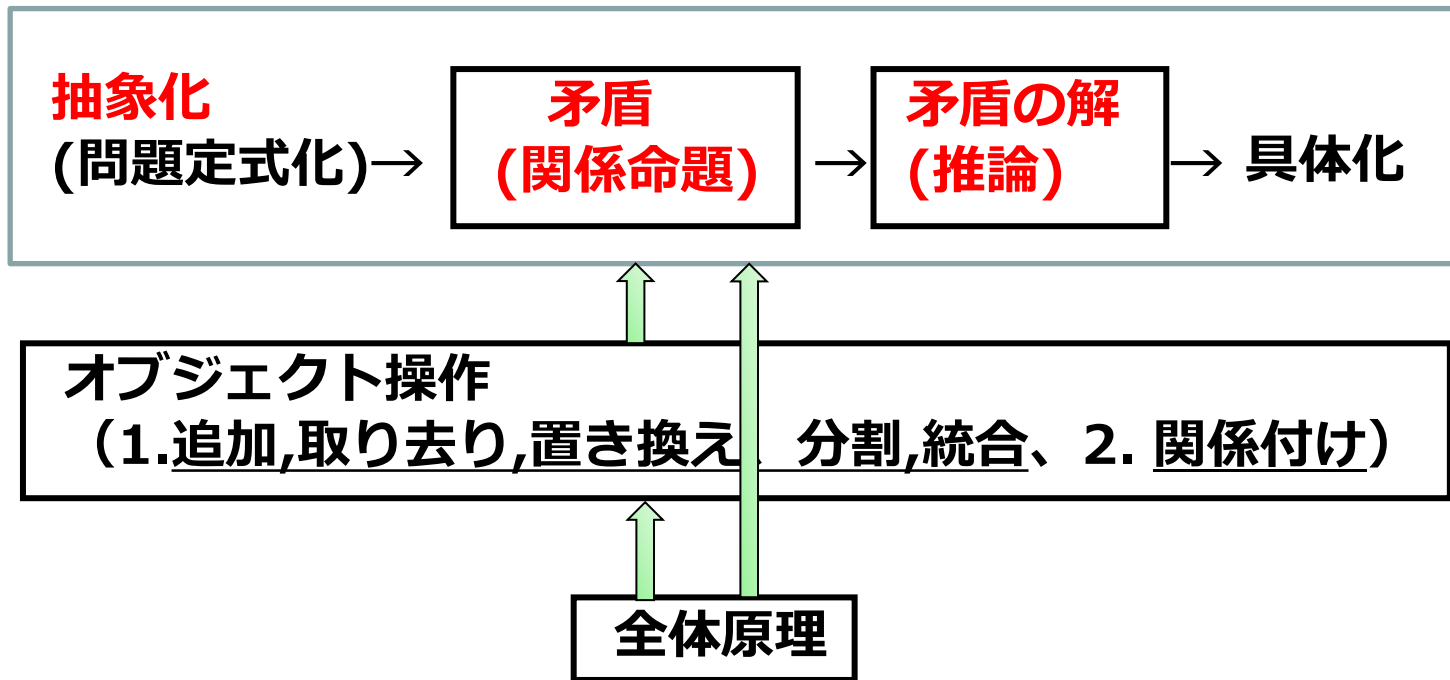 抽象化
(問題定式化)→
矛盾
(関係命題)
→
矛盾の解
(推論)
→ 具体化
オブジェクト操作
（1.追加,取り去り,置き換え、分割,統合、2. 関係付け）
全体原理